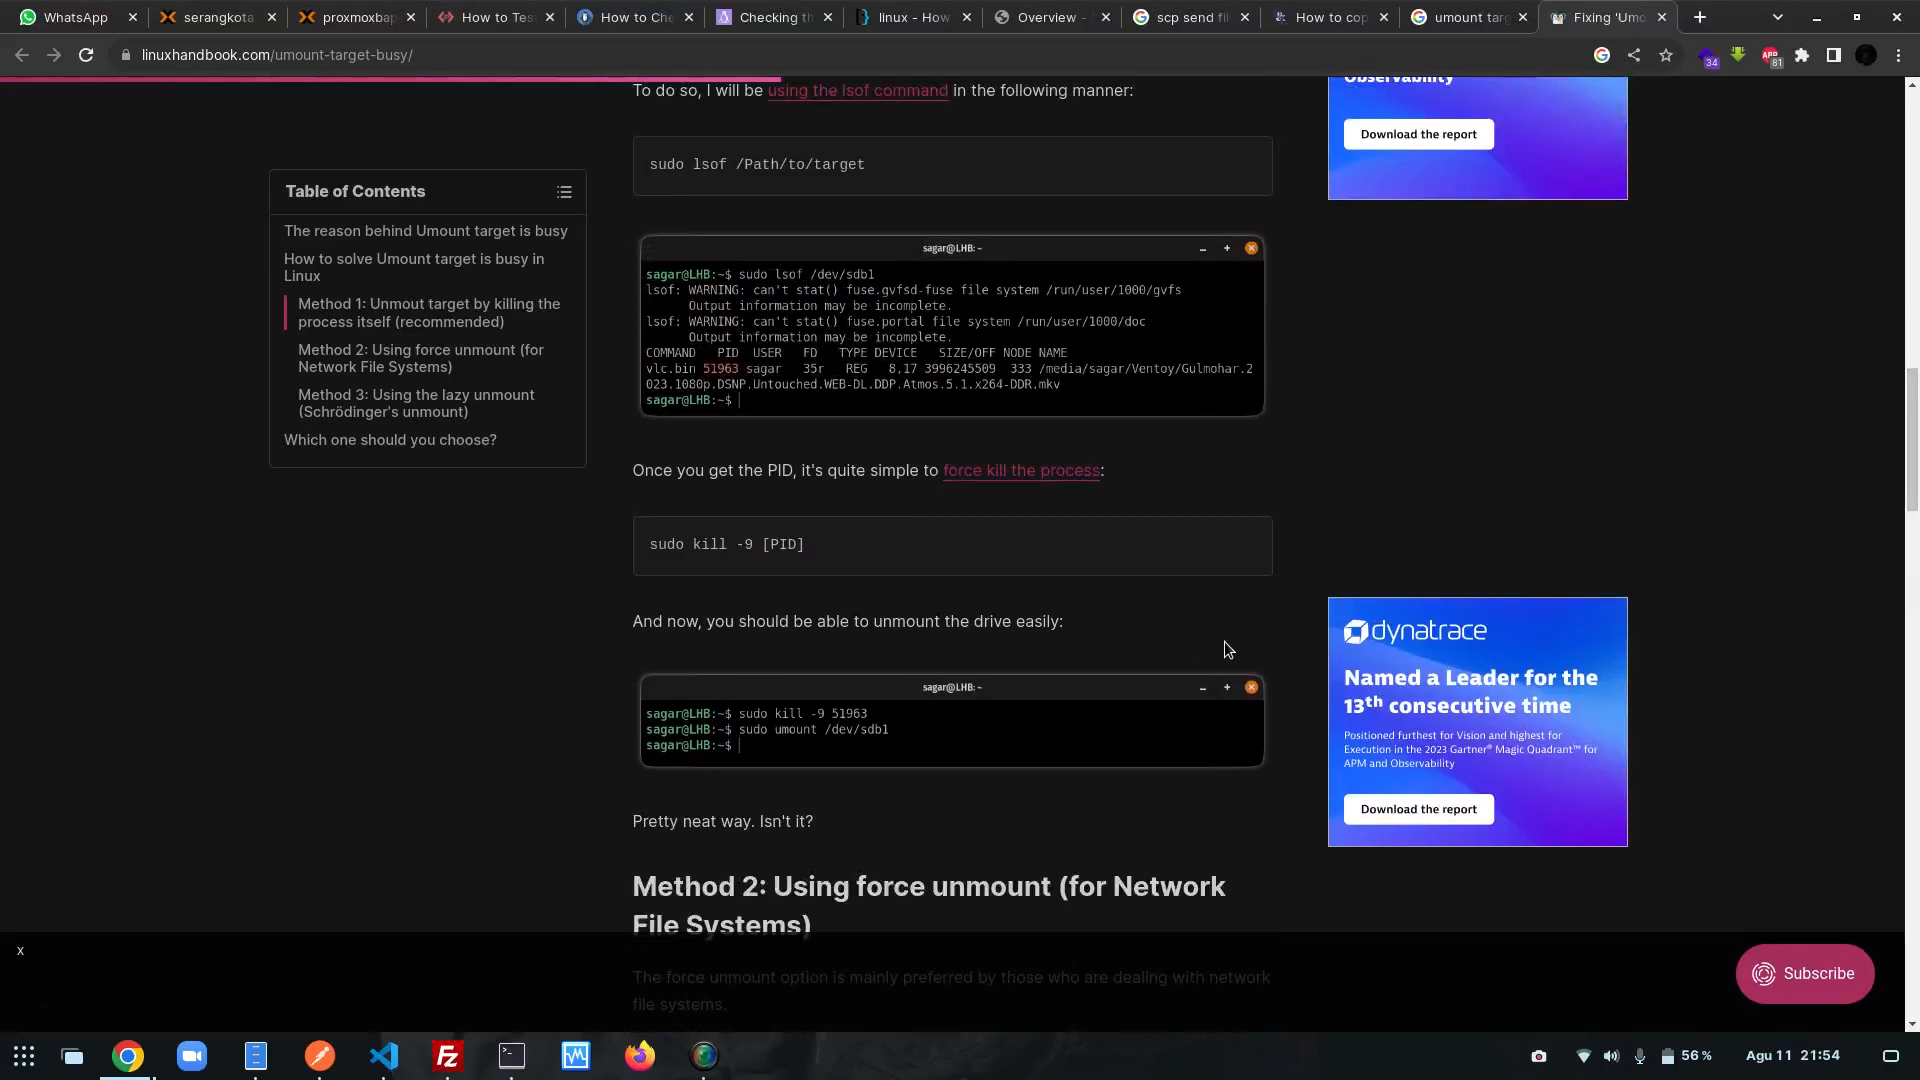 WhatsApp
serangkota
proxmoxbap
How to Tes
How to Che
Checking th
linux - How
Overview -
scp send fil
How to cop
umount targ
Fixing 'Umo
linuxhandbook.com/umount-target-busy/
34
81
To do so, I will be using the lsof command in the following manner:
sudo lsof /Path/to/target
Observability
Download the report
Table of Contents
The reason behind Umount target is busy
How to solve Umount target is busy in
Linux
Method 1: Unmout target by killing the
process itself (recommended)
Method 2: Using force unmount (for
Network File Systems)
Method 3: Using the lazy unmount
(Schrödinger's unmount)
Which one should you choose?
sagar@LHB:~
sagar@LHB:~$ sudo lsof /dev/sdb1
lsof: WARNING: can't stat() fuse.gvfsd-fuse file system /run/user/1000/gvfs
Output information may be incomplete.
lsof: WARNING: can't stat() fuse.portal file system /run/user/1000/doc
Output information may be incomplete.
COMMAND PID USER FD TYPE DEVICE SIZE/OFF NODE NAME
vlc.bin 51963 sagar 35r REG 8,17 3996245509 333 /media/sagar/Ventoy/Gulmohar.2
023.1080p.DSNP.Untouched.WEB-DL.DDP.Atmos.5.1.x264-DDR.mkv
sagar@LHB:~$
Once you get the PID, it's quite simple to force kill the process:
sudo kill -9 [PID]
And now, you should be able to unmount the drive easily:
sagar@LHB:~
sagar@LHB:~$ sudo kill -9 51963
sagar@LHB:~$ sudo umount /dev/sdb1
sagar@LHB:~$
Pretty neat way. Isn't it?
Method 2: Using force unmount (for Network
File Systems)
The force unmount option is mainly preferred by those who are dealing with network
file systems.
dynatrace
Named a Leader for the
13th consecutive time
Positioned furthest for Vision and highest for
Execution in the 2023 Gartner® Magic Quadrant™ for
APM and Observability
Download the report
x
Subscribe
56 %
Agu 11 21:54